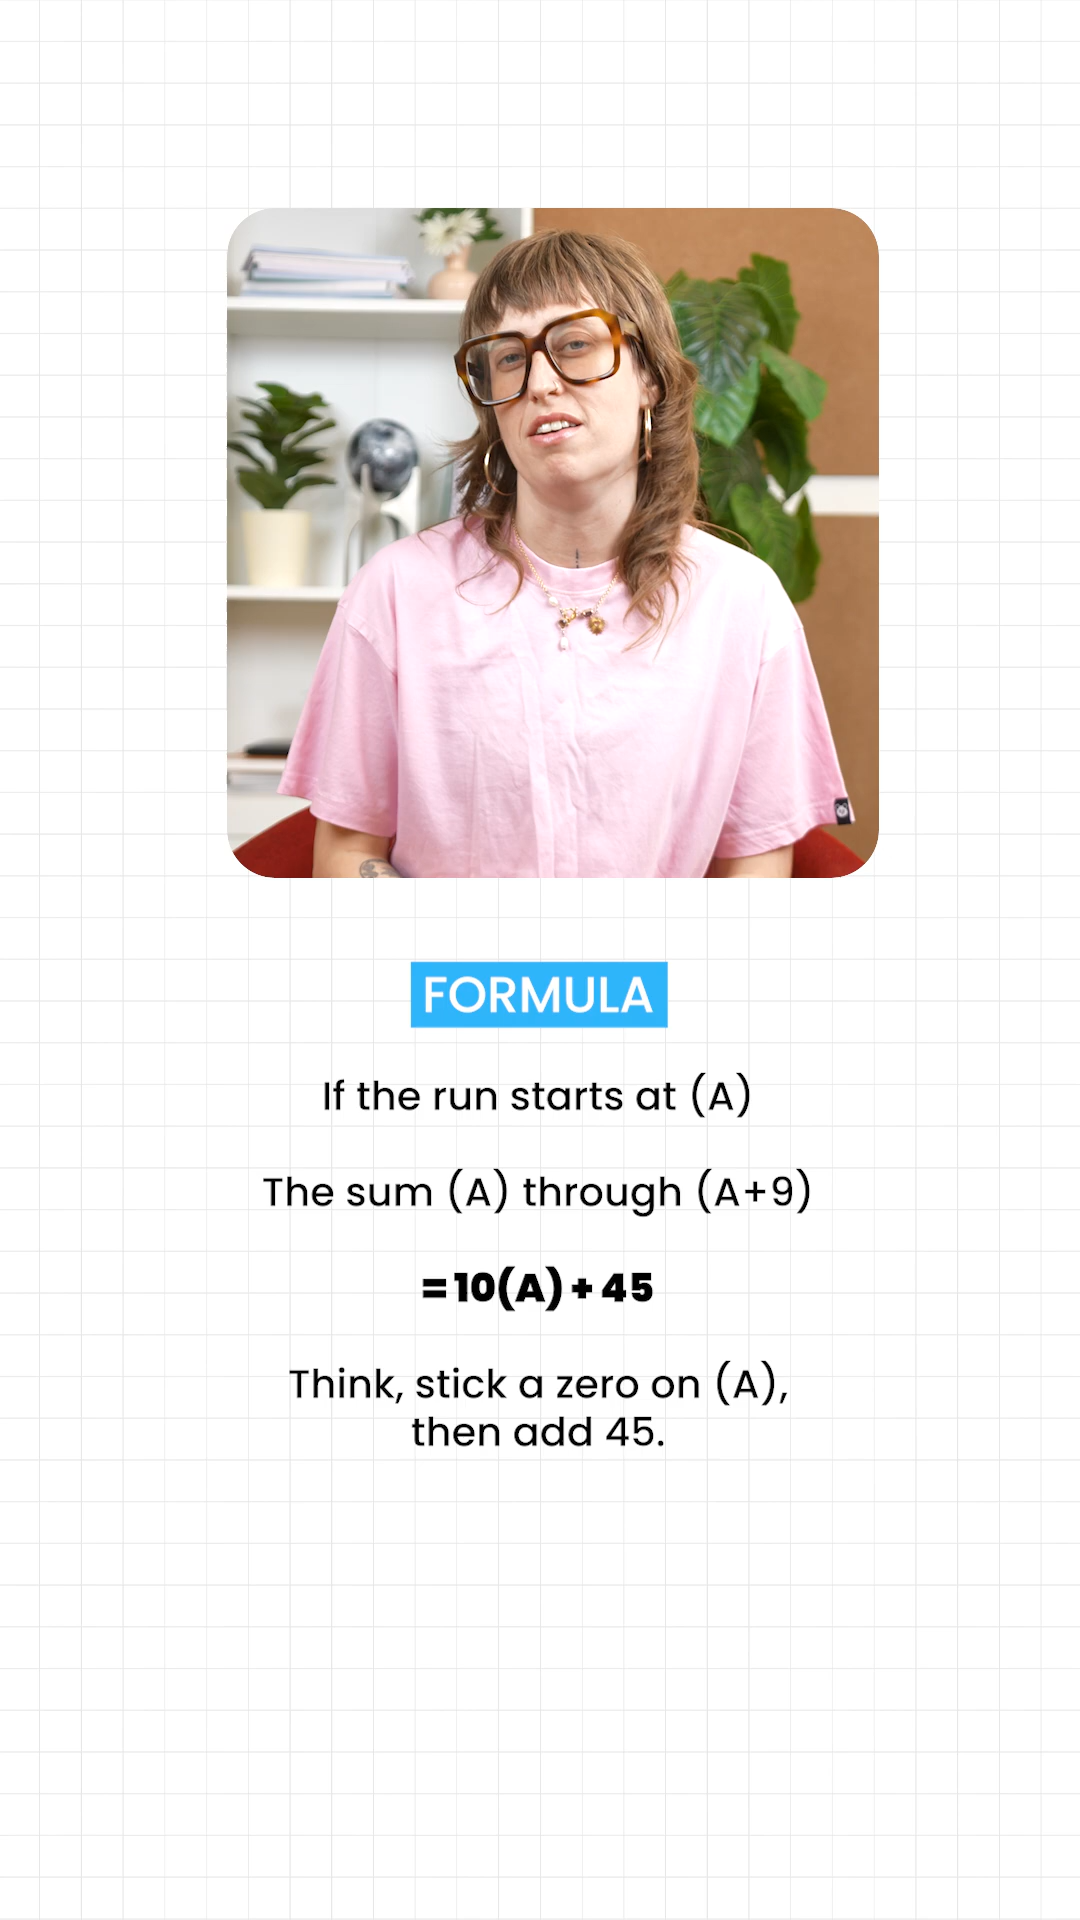 FORMULA
If the run starts at (A)
The sum (A) through (A+9)
=10(A) + 45
Think, stick a zero on (A),
then add 45.